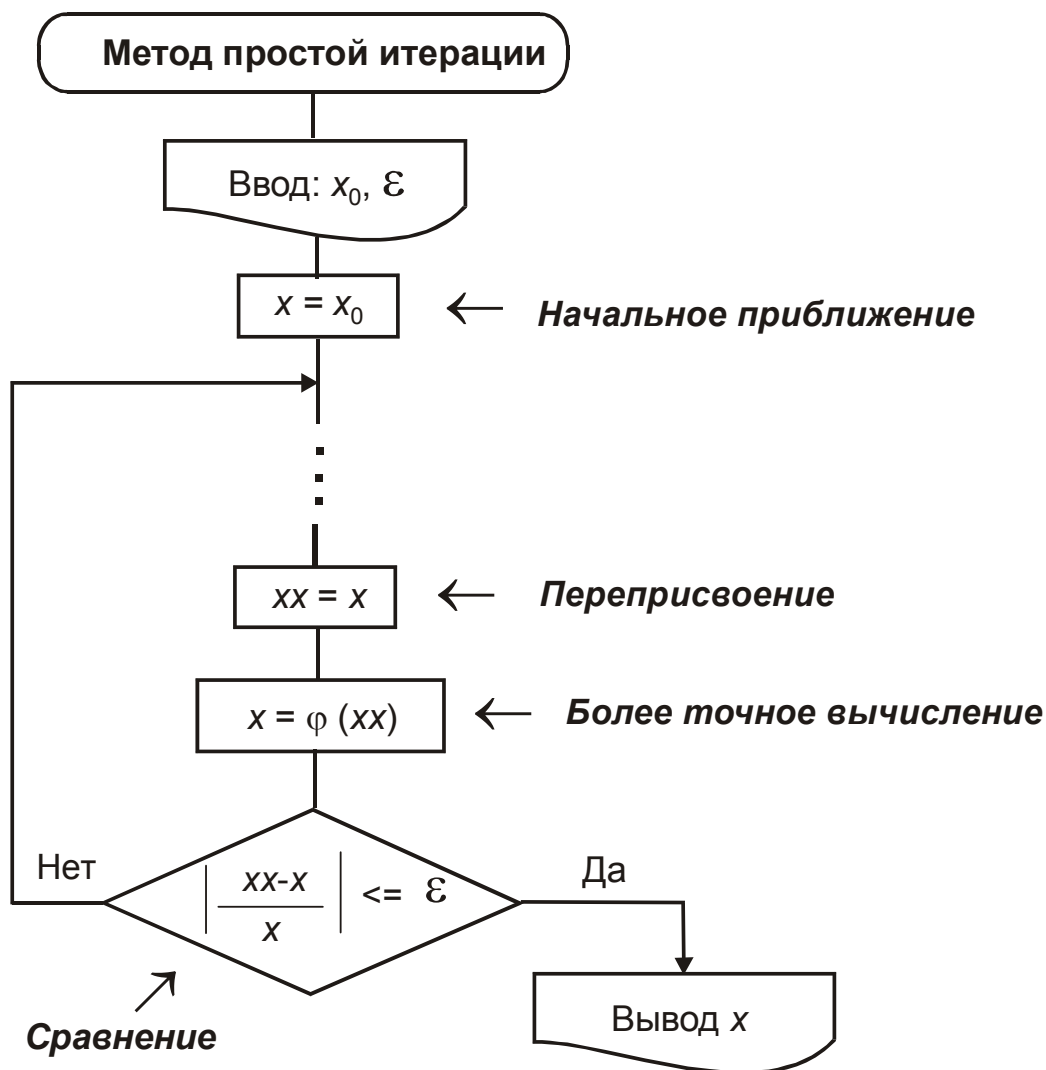 Метод простой итерации
Ввод: x₀, ε
x = x₀
← Начальное приближение
xx = x
← Переприсвоение
x = φ (xx)
← Более точное вычисление
Нет
| xx-x / x | <= ε
Да
Сравнение
Вывод x